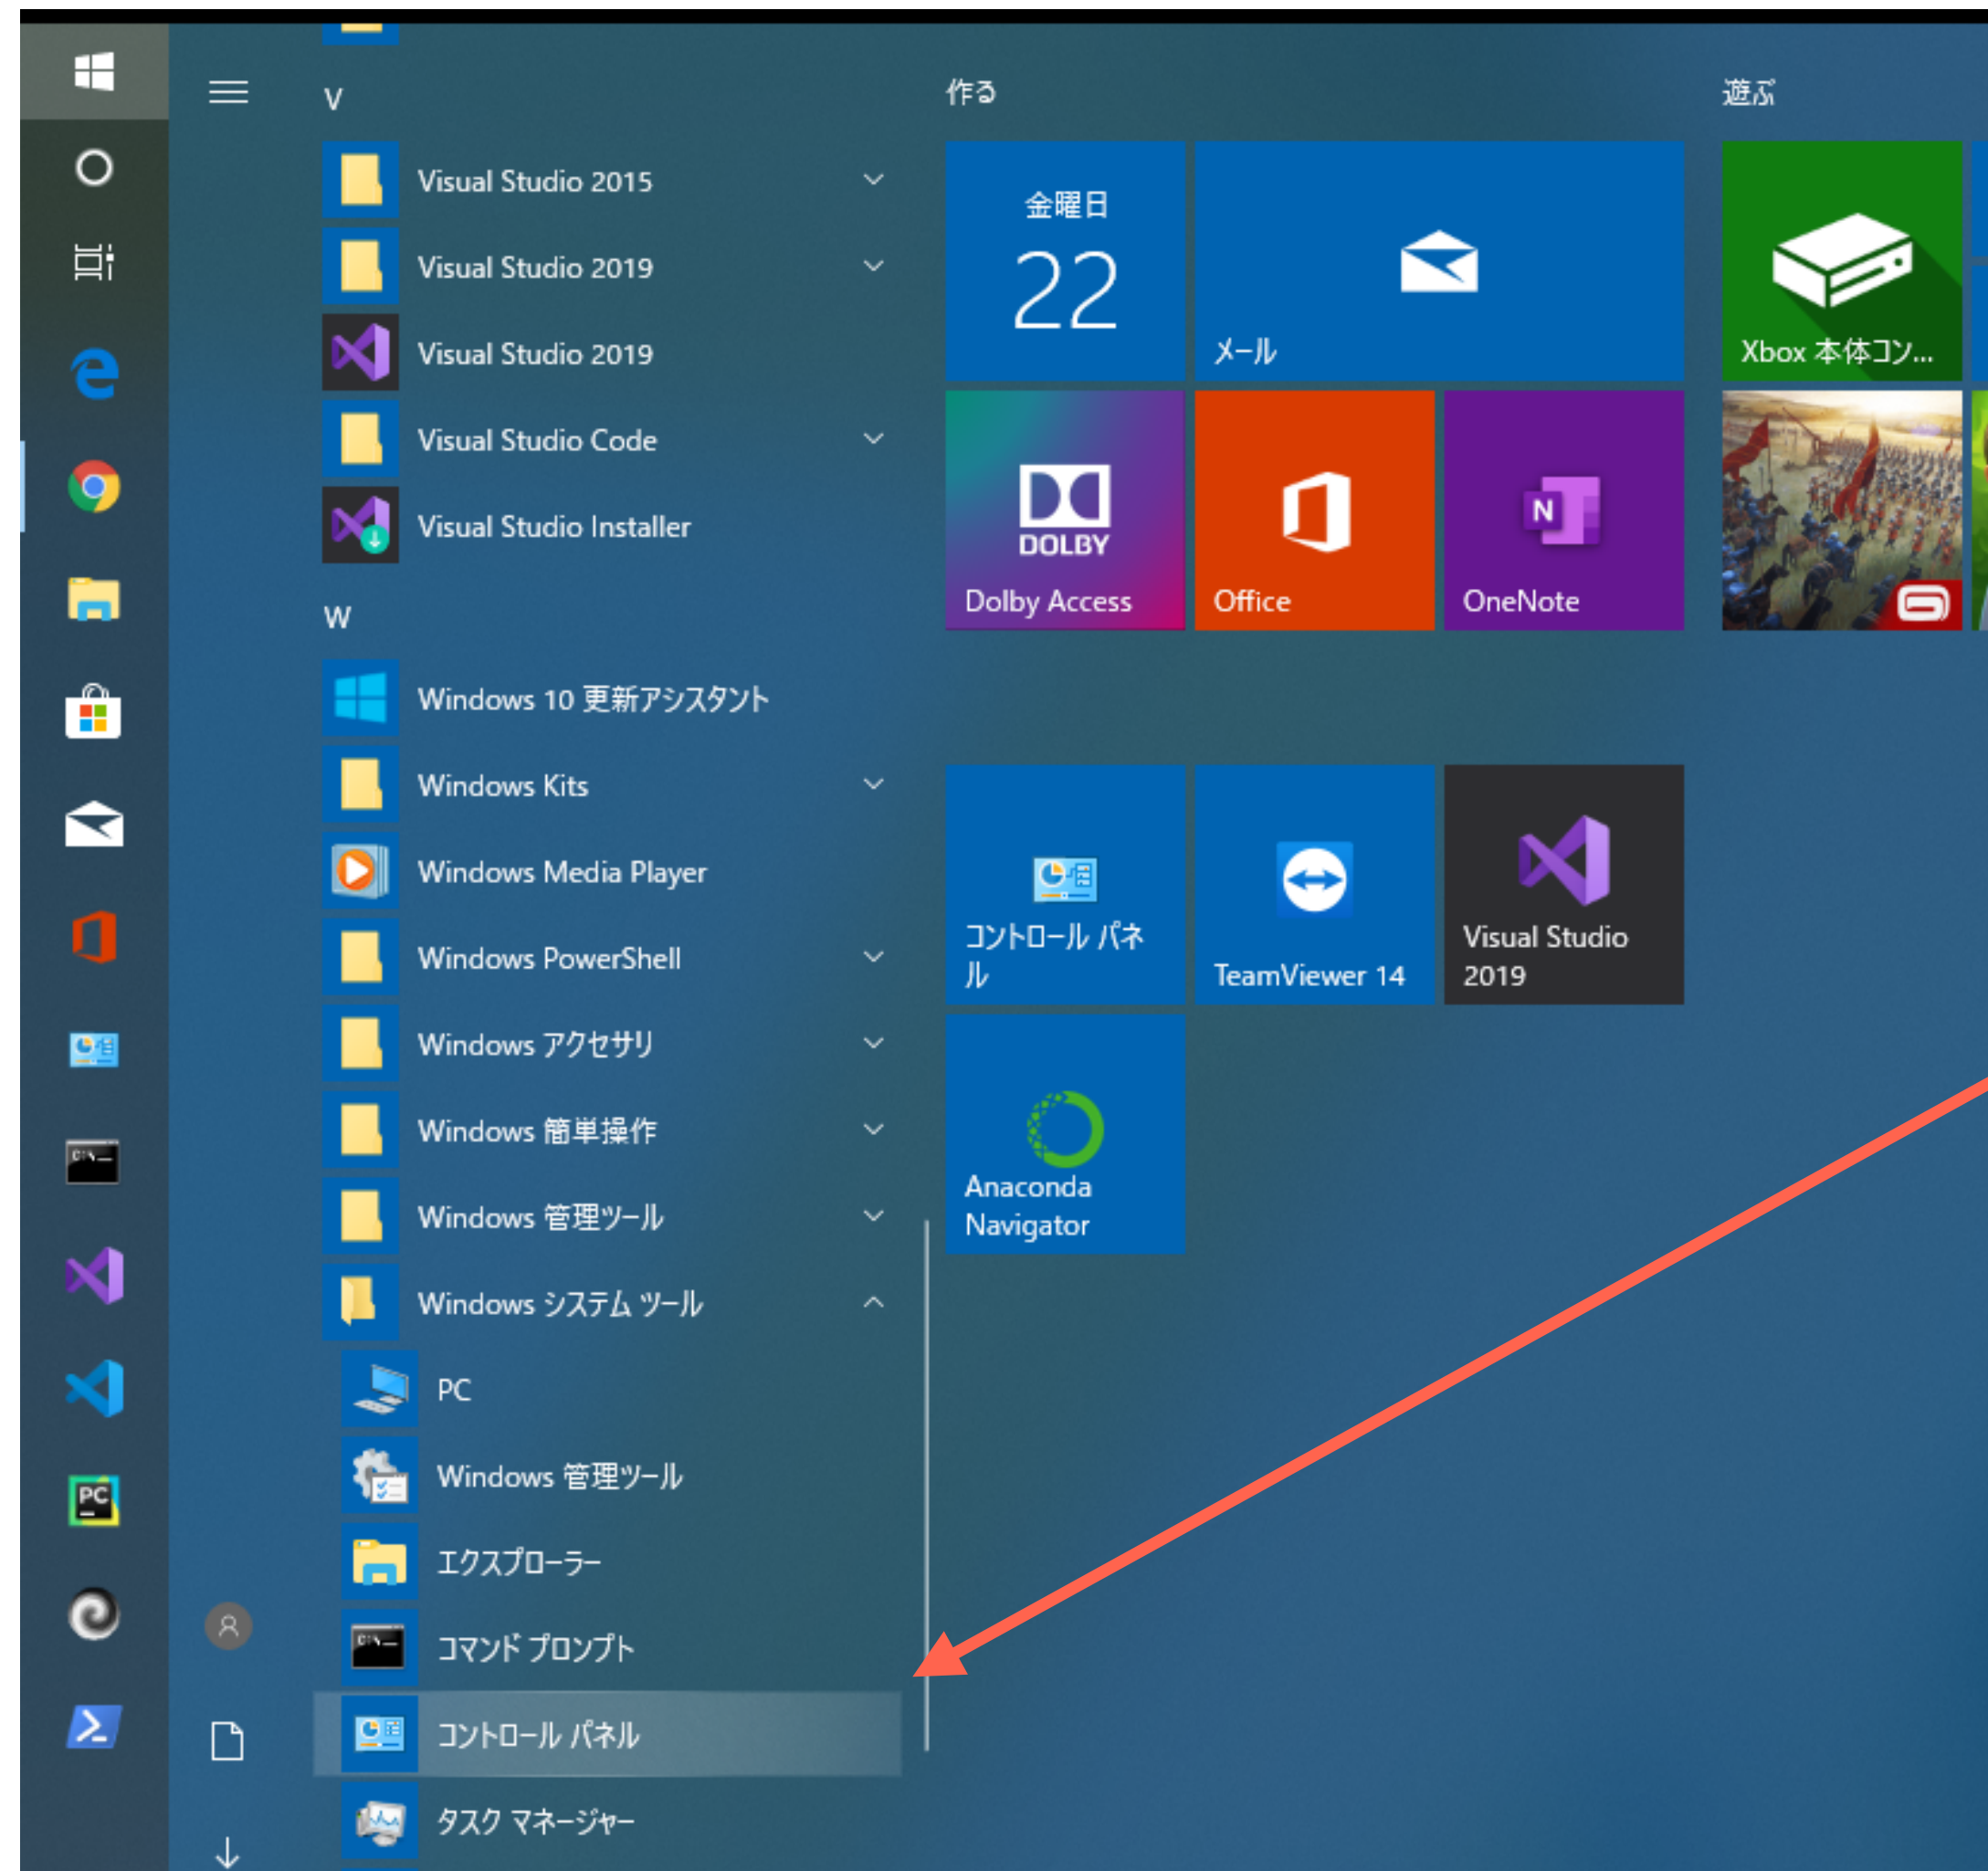 V
Visual Studio 2015
Visual Studio 2019
Visual Studio 2019
Visual Studio Code
Visual Studio Installer
W
Windows 10 更新アシスタント
Windows Kits
Windows Media Player
Windows PowerShell
Windows アクセサリ
Windows 簡単操作
Windows 管理ツール
Windows システム ツール
PC
Windows 管理ツール
エクスプローラー
コマンド プロンプト
コントロール パネル
タスク マネージャー
作る
金曜日
22
メール
DOLBY
Dolby Access
Office
N
OneNote
コントロール パネ
ル
TeamViewer 14
Visual Studio
2019
Anaconda
Navigator
遊ぶ
Xbox 本体コン...
PC